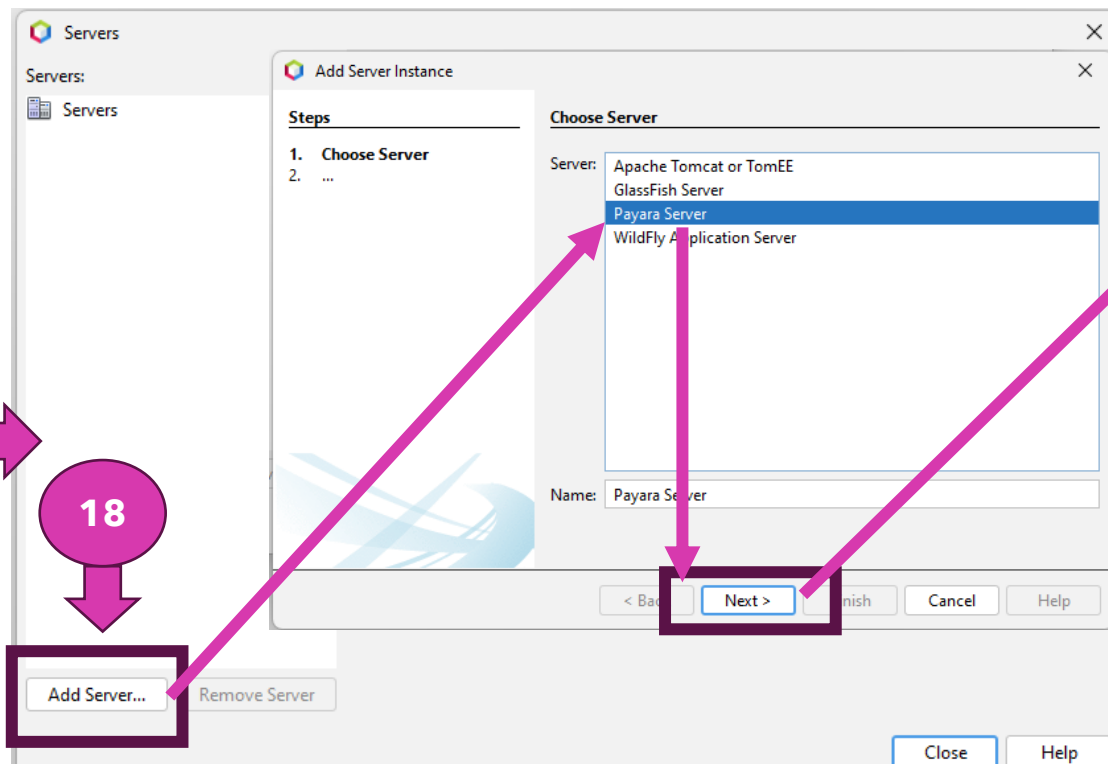 Servers
Servers:
Servers
Add Server Instance
Steps
1. Choose Server
2. ...
Choose Server
Server:
Apache Tomcat or TomEE
GlassFish Server
Payara Server
WildFly Application Server
Name: Payara Server
< Back
Next >
Finish
Cancel
Help
18
Add Server...
Remove Server
Close
Help